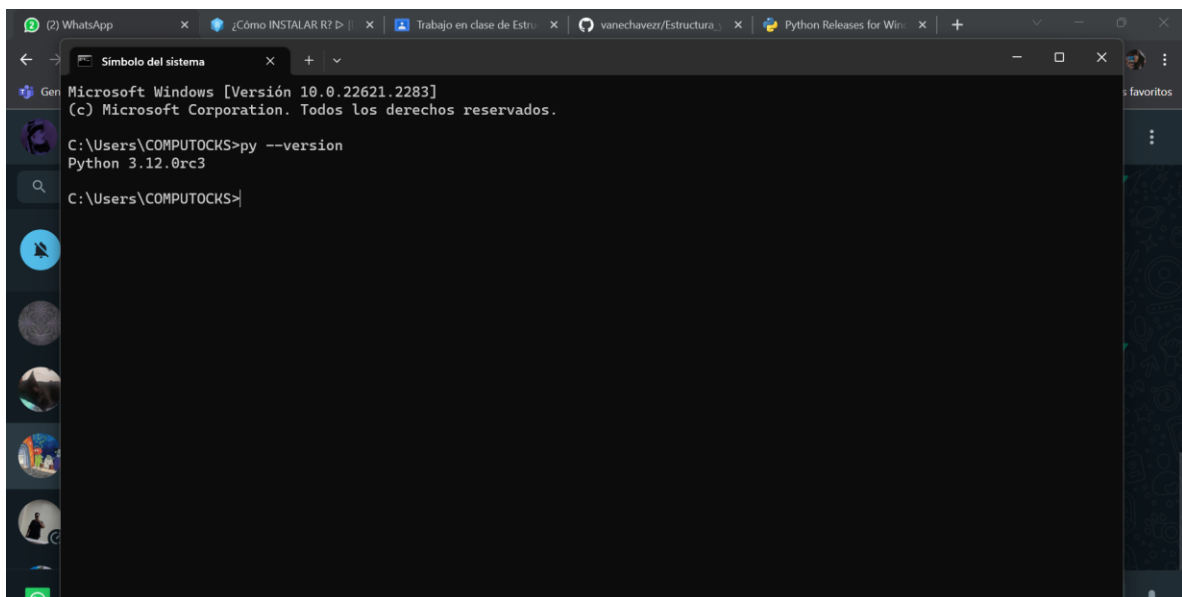 2 (2) WhatsApp
¿Cómo INSTALAR R? ▷ |
Trabajo en clase de Estru
vanechavezr/Estructura_
Python Releases for Win
Símbolo del sistema
Gen
s favoritos
Microsoft Windows [Versión 10.0.22621.2283]
(c) Microsoft Corporation. Todos los derechos reservados.
C:\Users\COMPUTOCKS>py --version
Python 3.12.0rc3
C:\Users\COMPUTOCKS>